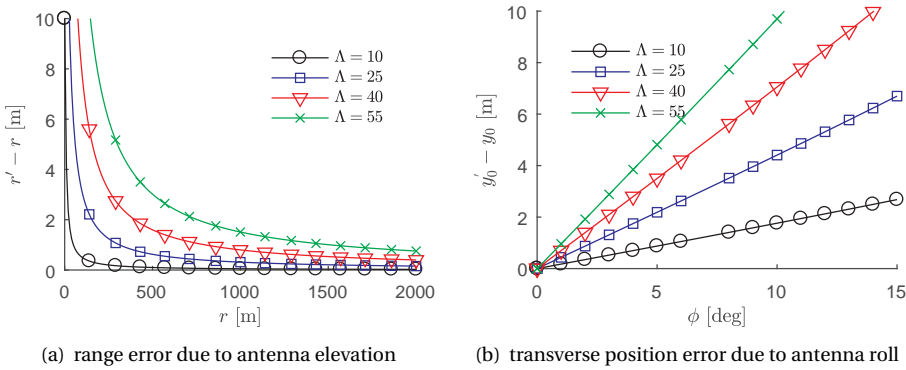 10
8
6
4
2
0
r′ − r [m]
Λ = 10
Λ = 25
Λ = 40
Λ = 55
0 500 1000 1500 2000
r [m]
(a) range error due to antenna elevation
10
8
6
4
2
0
y′₀ − y₀ [m]
Λ = 10
Λ = 25
Λ = 40
Λ = 55
0 5 10 15
ϕ [deg]
(b) transverse position error due to antenna roll